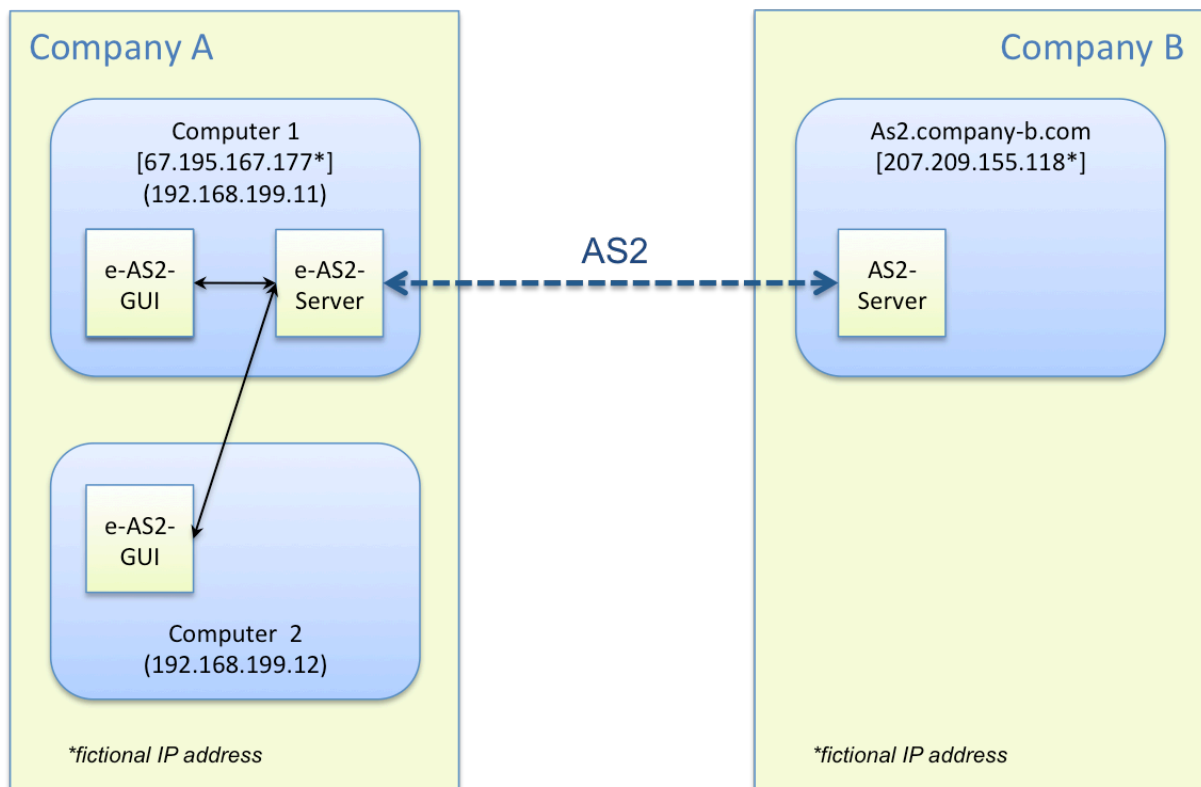 Company A
Computer 1
[67.195.167.177*]
(192.168.199.11)
e-AS2-
GUI
e-AS2-
Server
e-AS2-
GUI
Computer  2
(192.168.199.12)
*fictional IP address
AS2
Company B
As2.company-b.com
[207.209.155.118*]
AS2-
Server
*fictional IP address